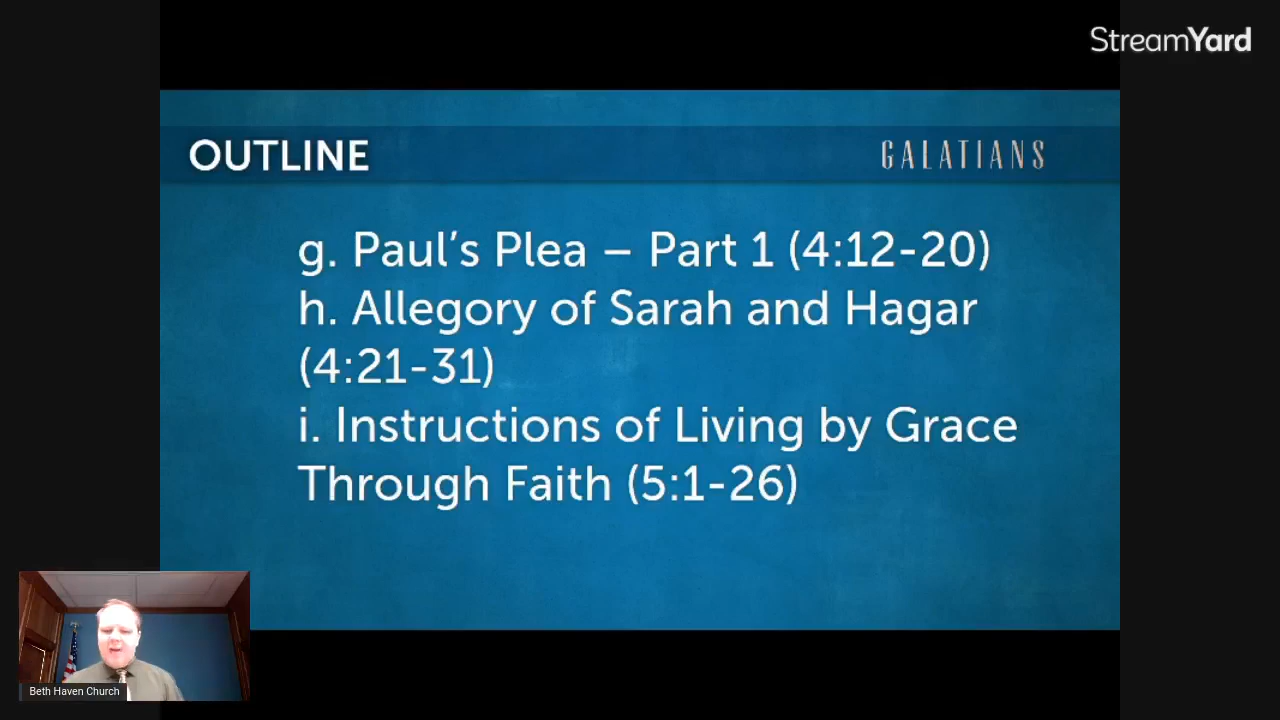 StreamYard
OUTLINE
GALATIANS
g. Paul’s Plea – Part 1 (4:12-20)
h. Allegory of Sarah and Hagar
(4:21-31)
i. Instructions of Living by Grace
Through Faith (5:1-26)
Beth Haven Church